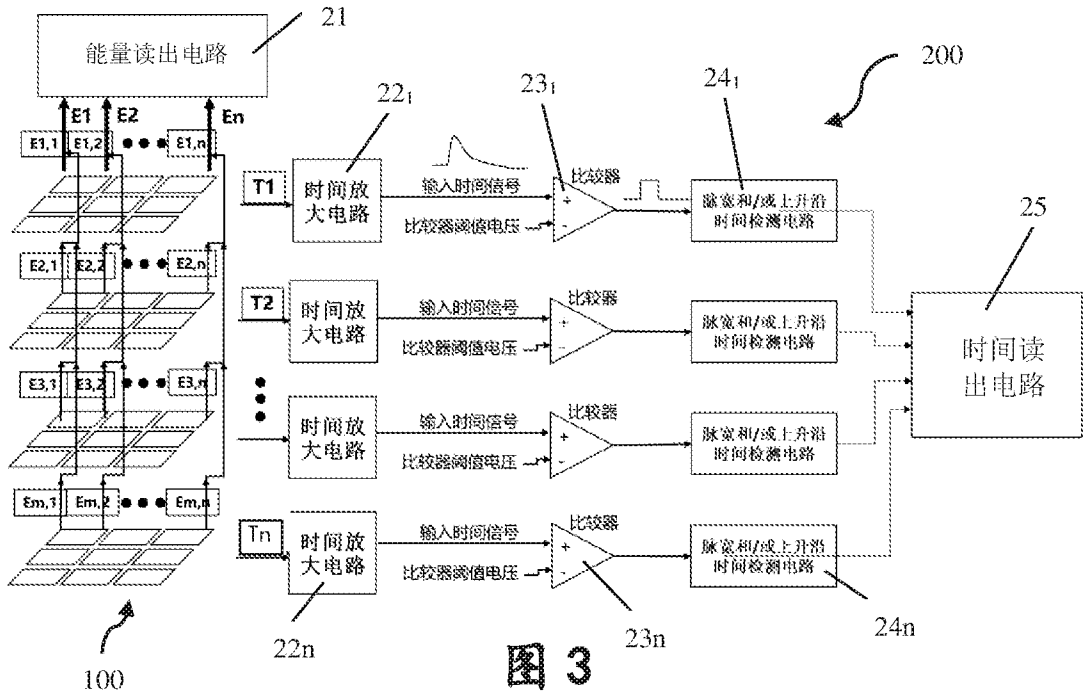 21
能量读出电路
200
E1 E2 En
E1,1 E1,2 E1,n
22₁
23₁
24₁
T1
时间放
大电路
输入时间信号
比较器阈值电压
比较器
+
-
脉宽和/或上升沿
时间检测电路
25
E2,1 E2,2 E2,n
T2
时间放
大电路
输入时间信号
比较器阈值电压
比较器
+
-
脉宽和/或上升沿
时间检测电路
时间读
出电路
E3,1 E3,2 E3,n
时间放
大电路
输入时间信号
比较器阈值电压
比较器
+
-
脉宽和/或上升沿
时间检测电路
Em,1 Em,2 Em,n
Tn
时间放
大电路
输入时间信号
比较器阈值电压
比较器
+
-
脉宽和/或上升沿
时间检测电路
100
22n
23n
24n
图 3